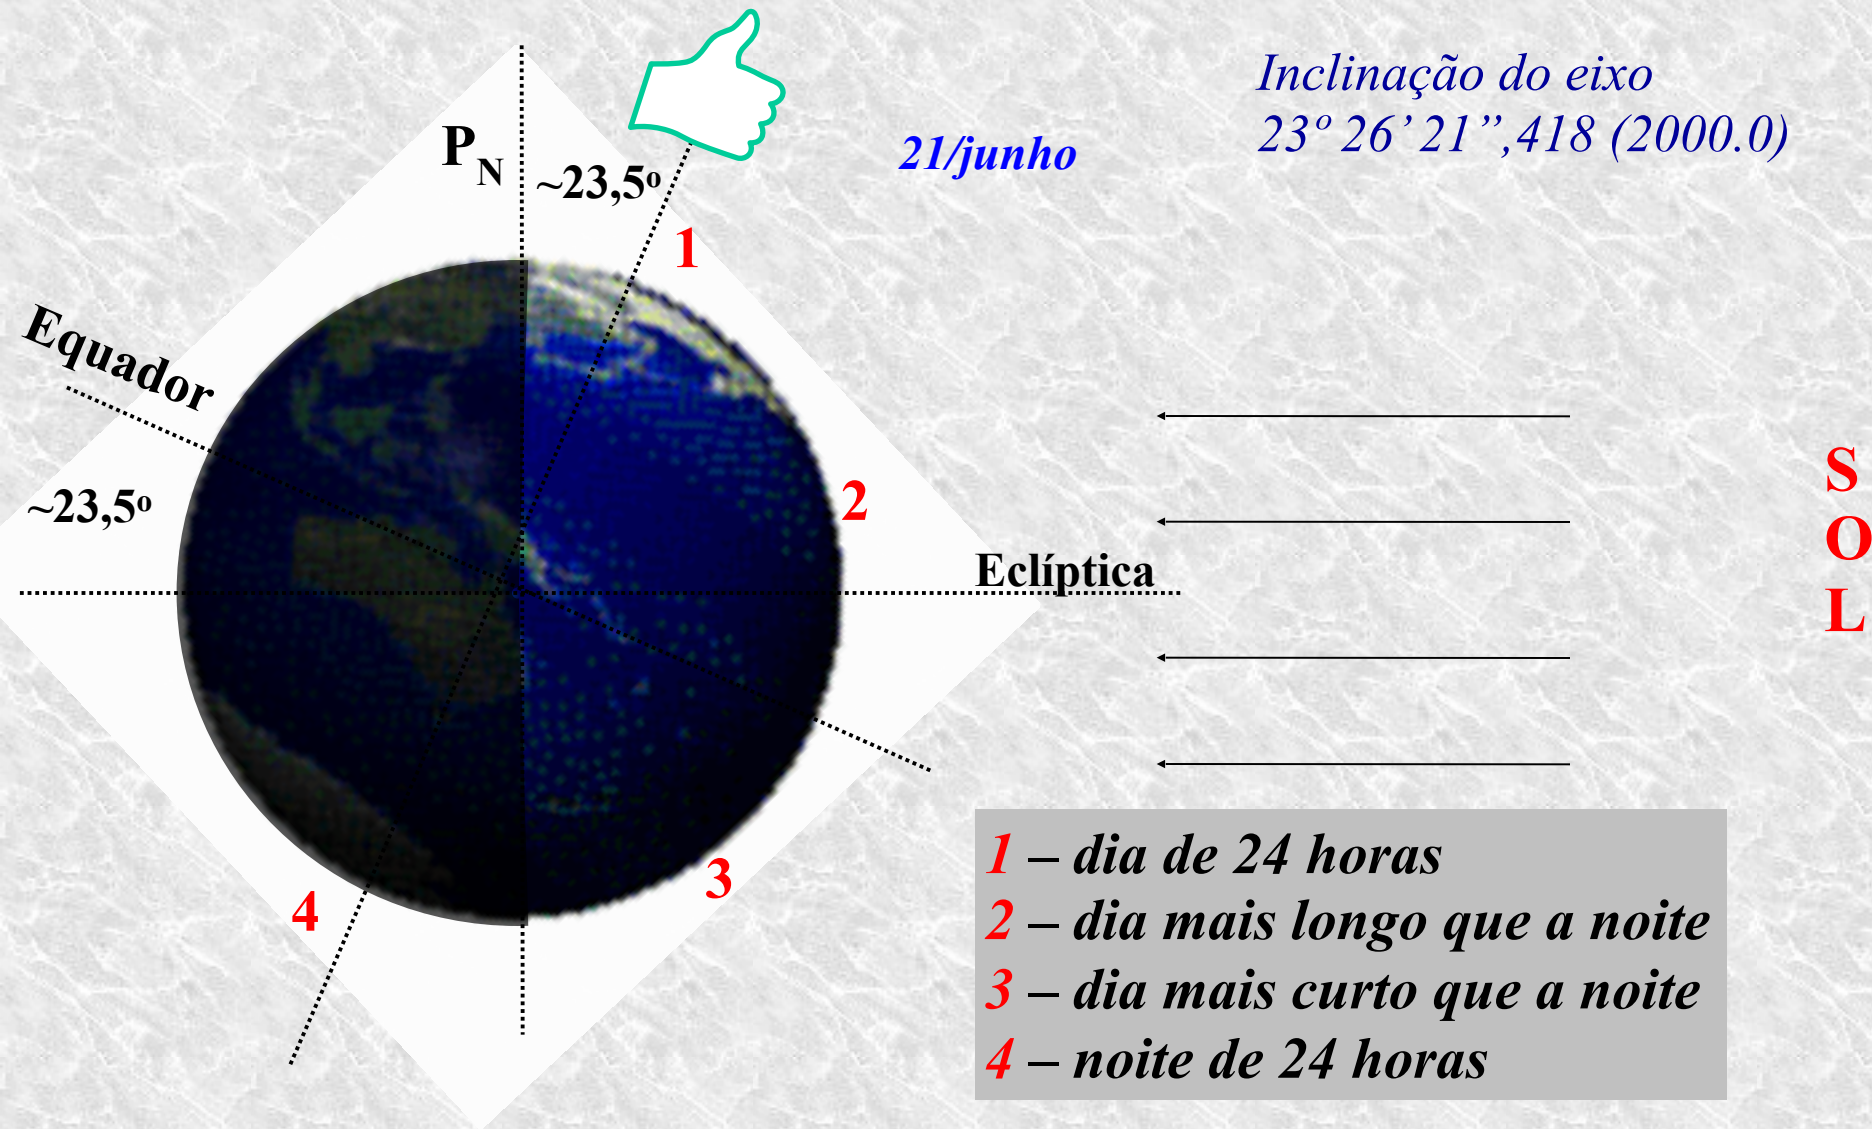 Inclinação do eixo
23º 26’ 21”,418 (2000.0)
21/junho
P_N
~23,5º
1
Equador
~23,5º
2
Eclíptica
S
O
L
3
4
1 – dia de 24 horas
2 – dia mais longo que a noite
3 – dia mais curto que a noite
4 – noite de 24 horas